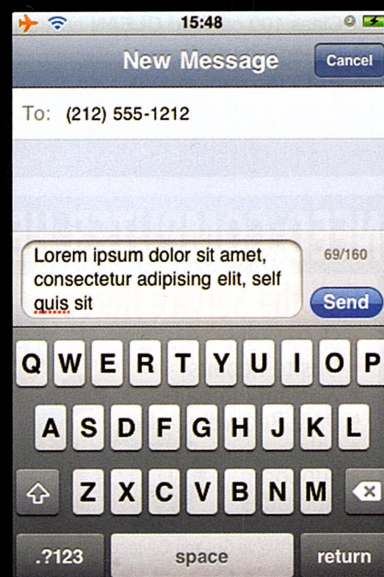 15:48
New Message
Cancel
To: (212) 555-1212
Lorem ipsum dolor sit amet,
consectetur adipising elit, self
quis sit
69/160
Send
Q W E R T Y U I O P
A S D F G H J K L
Z X C V B N M
.?123
space
return